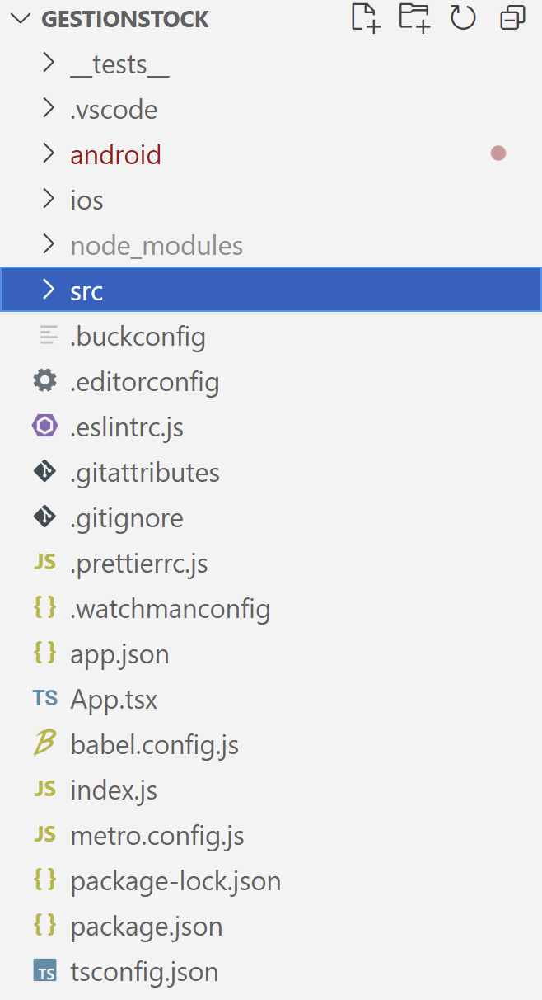 GESTIONSTOCK
__tests__
.vscode
android
ios
node_modules
src
.buckconfig
.editorconfig
.eslintrc.js
.gitattributes
.gitignore
JS .prettierrc.js
{ } .watchmanconfig
{ } app.json
TS App.tsx
B babel.config.js
JS index.js
JS metro.config.js
{ } package-lock.json
{ } package.json
TS tsconfig.json